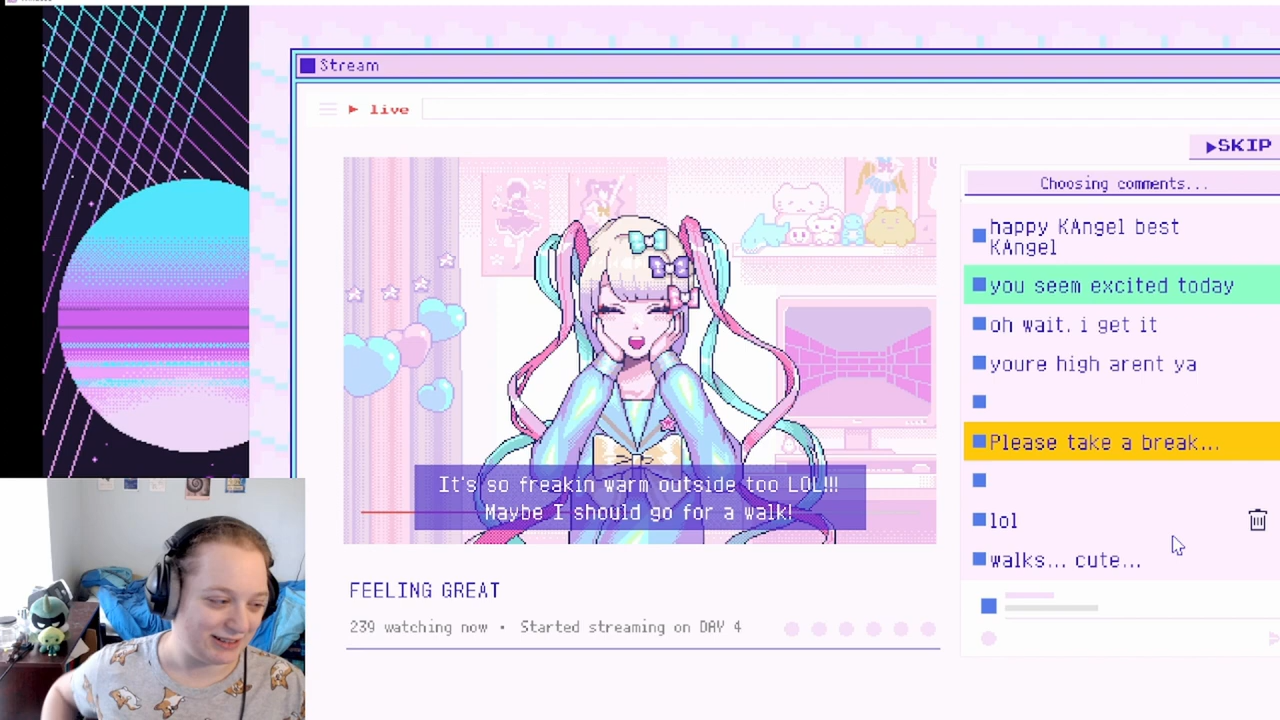 Stream
live
▶SKIP
Choosing comments...
happy KAngel best
KAngel
you seem excited today
oh wait. i get it
youre high arent ya
Please take a break...
lol
walks... cute...
It's so freakin warm outside too LOL!!!
Maybe I should go for a walk!
FEELING GREAT
239 watching now • Started streaming on DAY 4